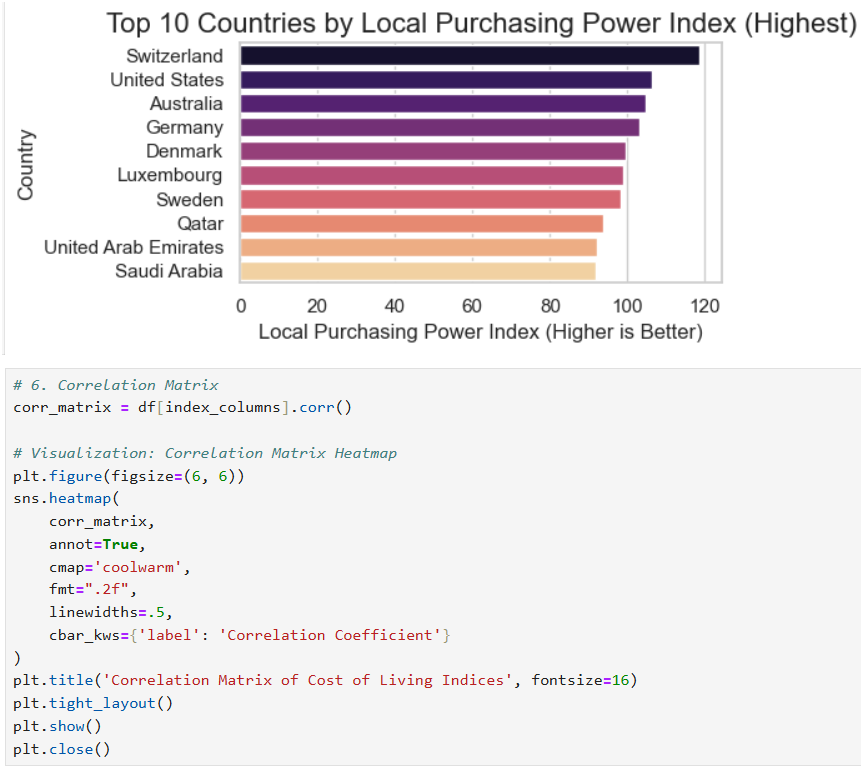 Top 10 Countries by Local Purchasing Power Index (Highest)
Country
Switzerland
United States
Australia
Germany
Denmark
Luxembourg
Sweden
Qatar
United Arab Emirates
Saudi Arabia
0 20 40 60 80 100 120
Local Purchasing Power Index (Higher is Better)
# 6. Correlation Matrix
corr_matrix = df[index_columns].corr()
# Visualization: Correlation Matrix Heatmap
plt.figure(figsize=(6, 6))
sns.heatmap(
    corr_matrix,
    annot=True,
    cmap='coolwarm',
    fmt=".2f",
    linewidths=.5,
    cbar_kws={'label': 'Correlation Coefficient'}
)
plt.title('Correlation Matrix of Cost of Living Indices', fontsize=16)
plt.tight_layout()
plt.show()
plt.close()